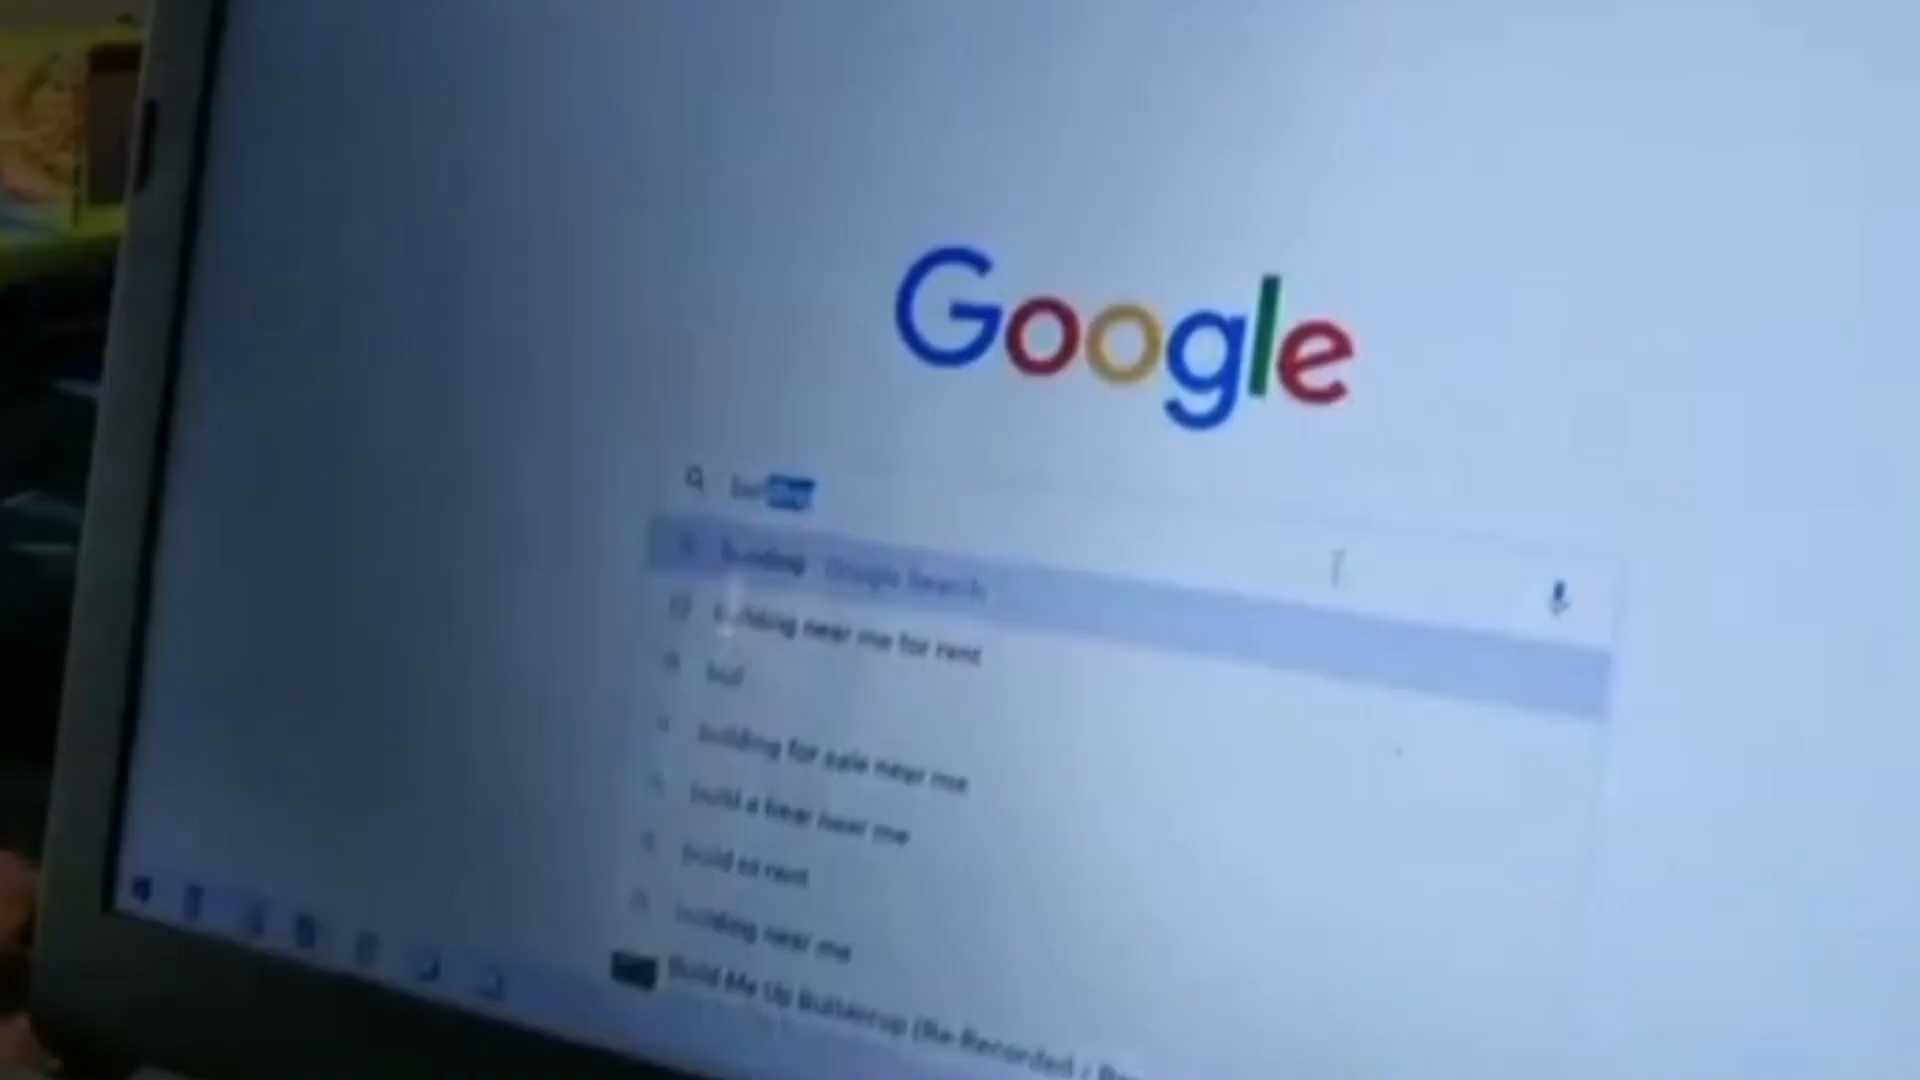 Google
building - Google Search
building near me for rent
buil
building for sale near me
build a bear near me
build to rent
building near me
Build Me Up Buttercup (Re-Recorded /